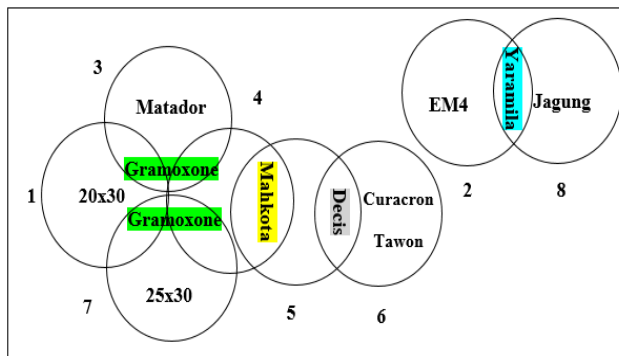 3
Matador
4
Gramoxone
1
20x30
Gramoxone
7
25x30
Mahkota
5
Decis
Curacron
Tawon
6
EM4
Yaramila
Jagung
2
8